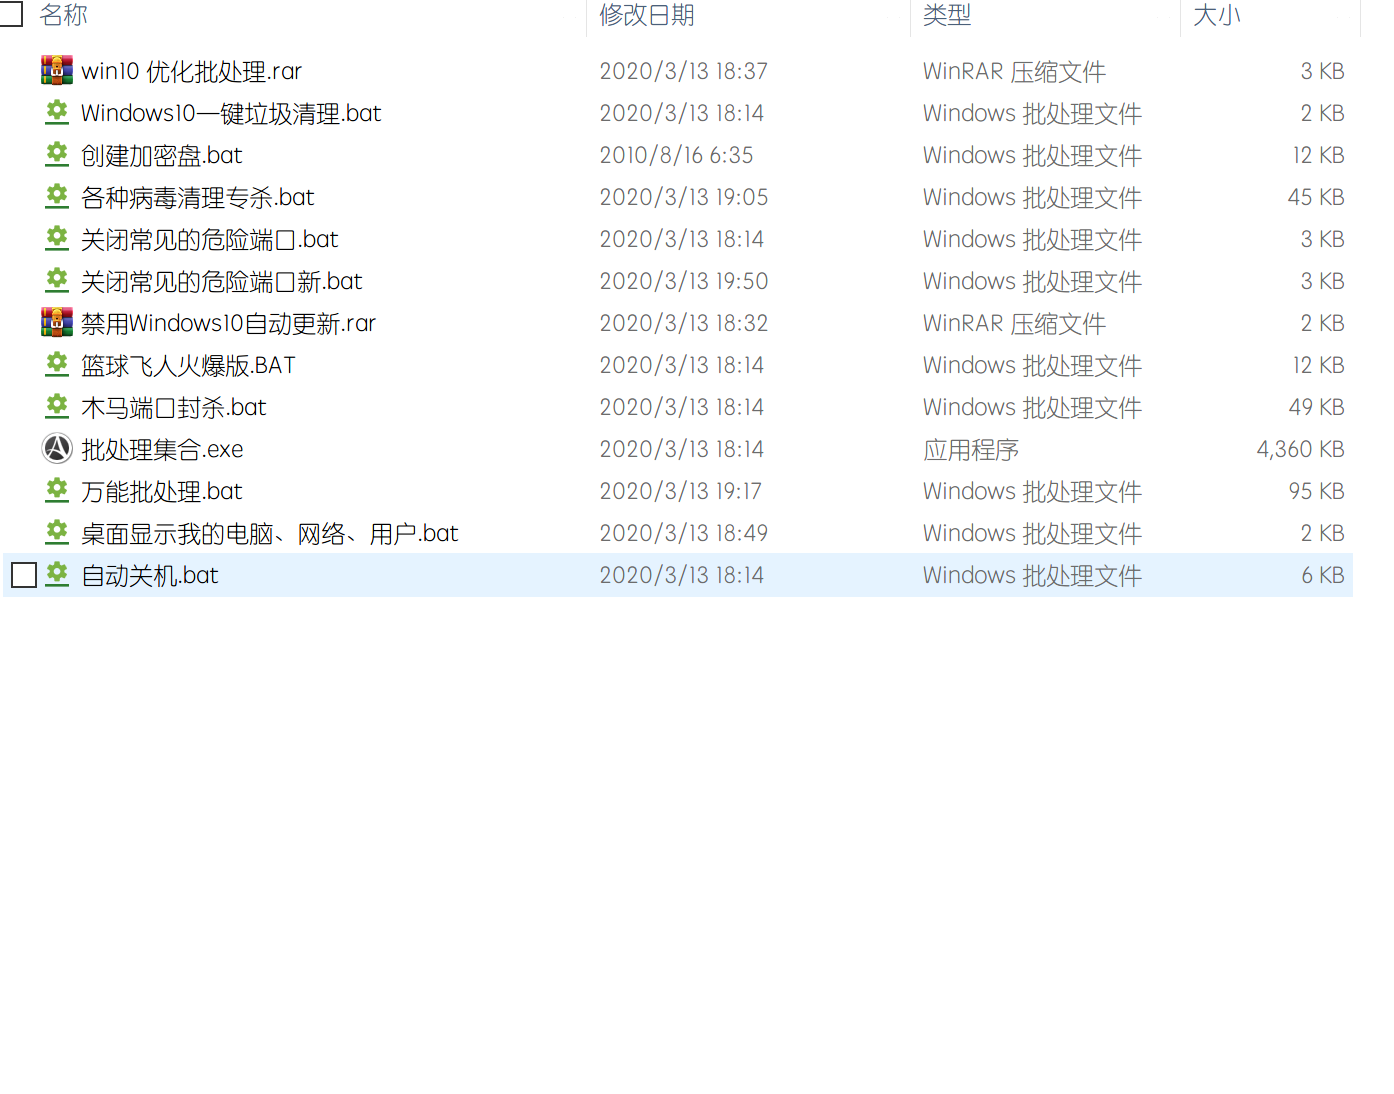 名称 修改日期 类型 大小
win10 优化批处理.rar 2020/3/13 18:37 WinRAR 压缩文件 3 KB
Windows10一键垃圾清理.bat 2020/3/13 18:14 Windows 批处理文件 2 KB
创建加密盘.bat 2010/8/16 6:35 Windows 批处理文件 12 KB
各种病毒清理专杀.bat 2020/3/13 19:05 Windows 批处理文件 45 KB
关闭常见的危险端口.bat 2020/3/13 18:14 Windows 批处理文件 3 KB
关闭常见的危险端口新.bat 2020/3/13 19:50 Windows 批处理文件 3 KB
禁用Windows10自动更新.rar 2020/3/13 18:32 WinRAR 压缩文件 2 KB
篮球飞人火爆版.BAT 2020/3/13 18:14 Windows 批处理文件 12 KB
木马端口封杀.bat 2020/3/13 18:14 Windows 批处理文件 49 KB
批处理集合.exe 2020/3/13 18:14 应用程序 4,360 KB
万能批处理.bat 2020/3/13 19:17 Windows 批处理文件 95 KB
桌面显示我的电脑、网络、用户.bat 2020/3/13 18:49 Windows 批处理文件 2 KB
自动关机.bat 2020/3/13 18:14 Windows 批处理文件 6 KB